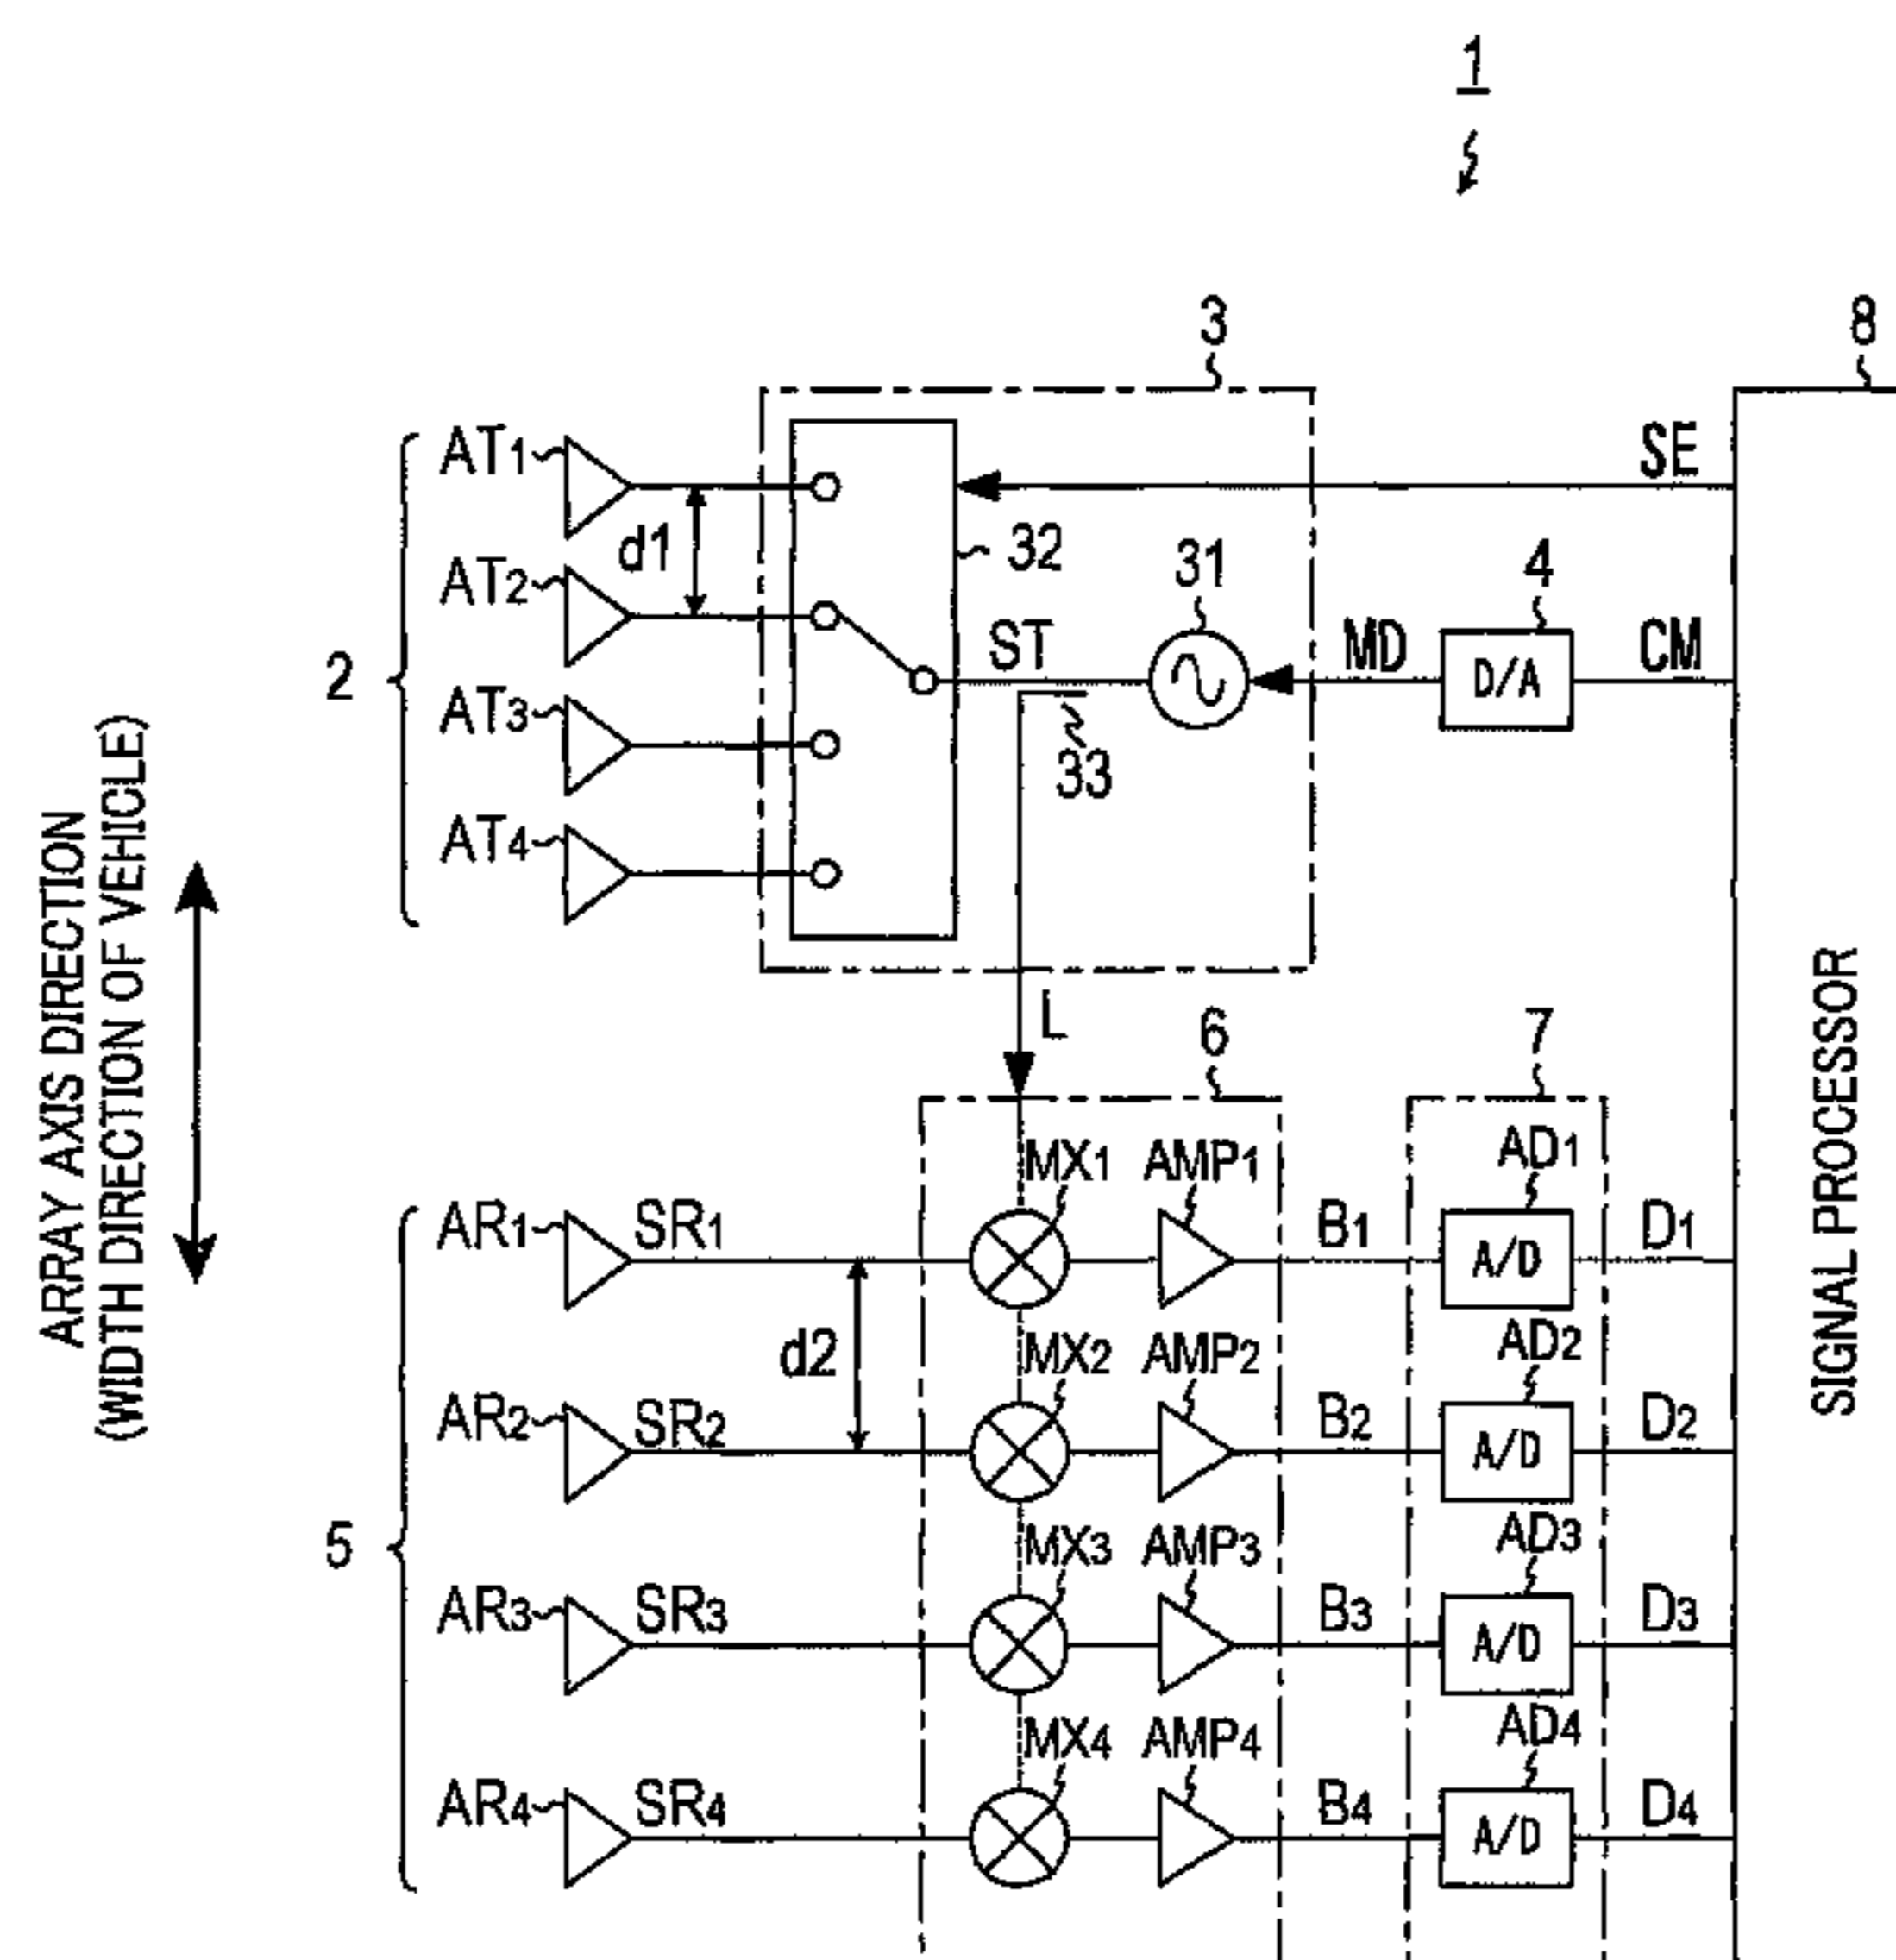 1
3
8
AT1
SE
d1
32
AT2
31
4
ST
MD
D/A
CM
2
AT3
33
AT4
ARRAY AXIS DIRECTION
(WIDTH DIRECTION OF VEHICLE)
L
6
7
SIGNAL PROCESSOR
MX1
AMP1
AD1
AR1
SR1
B1
A/D
D1
d2
MX2
AMP2
AD2
AR2
SR2
B2
A/D
D2
5
MX3
AMP3
AD3
AR3
SR3
B3
A/D
D3
MX4
AMP4
AD4
AR4
SR4
B4
A/D
D4